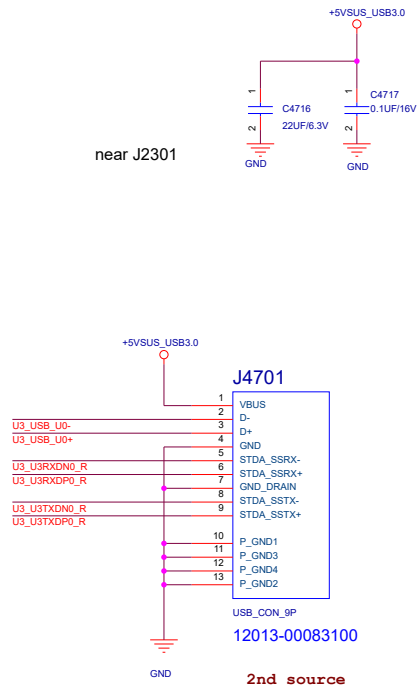 +5VSUS_USB3.0
1
C4716
22UF/6.3V
2
GND
1
C4717
0.1UF/16V
2
GND
near J2301
+5VSUS_USB3.0
J4701
1 VBUS
U3_USB_U0- 2 D-
U3_USB_U0+ 3 D+
4 GND
U3_U3RXDN0_R 5 STDA_SSRX-
U3_U3RXDP0_R 6 STDA_SSRX+
7 GND_DRAIN
U3_U3TXDN0_R 8 STDA_SSTX-
U3_U3TXDP0_R 9 STDA_SSTX+
10 P_GND1
11 P_GND3
12 P_GND4
13 P_GND2
USB_CON_9P
12013-00083100
GND
2nd source